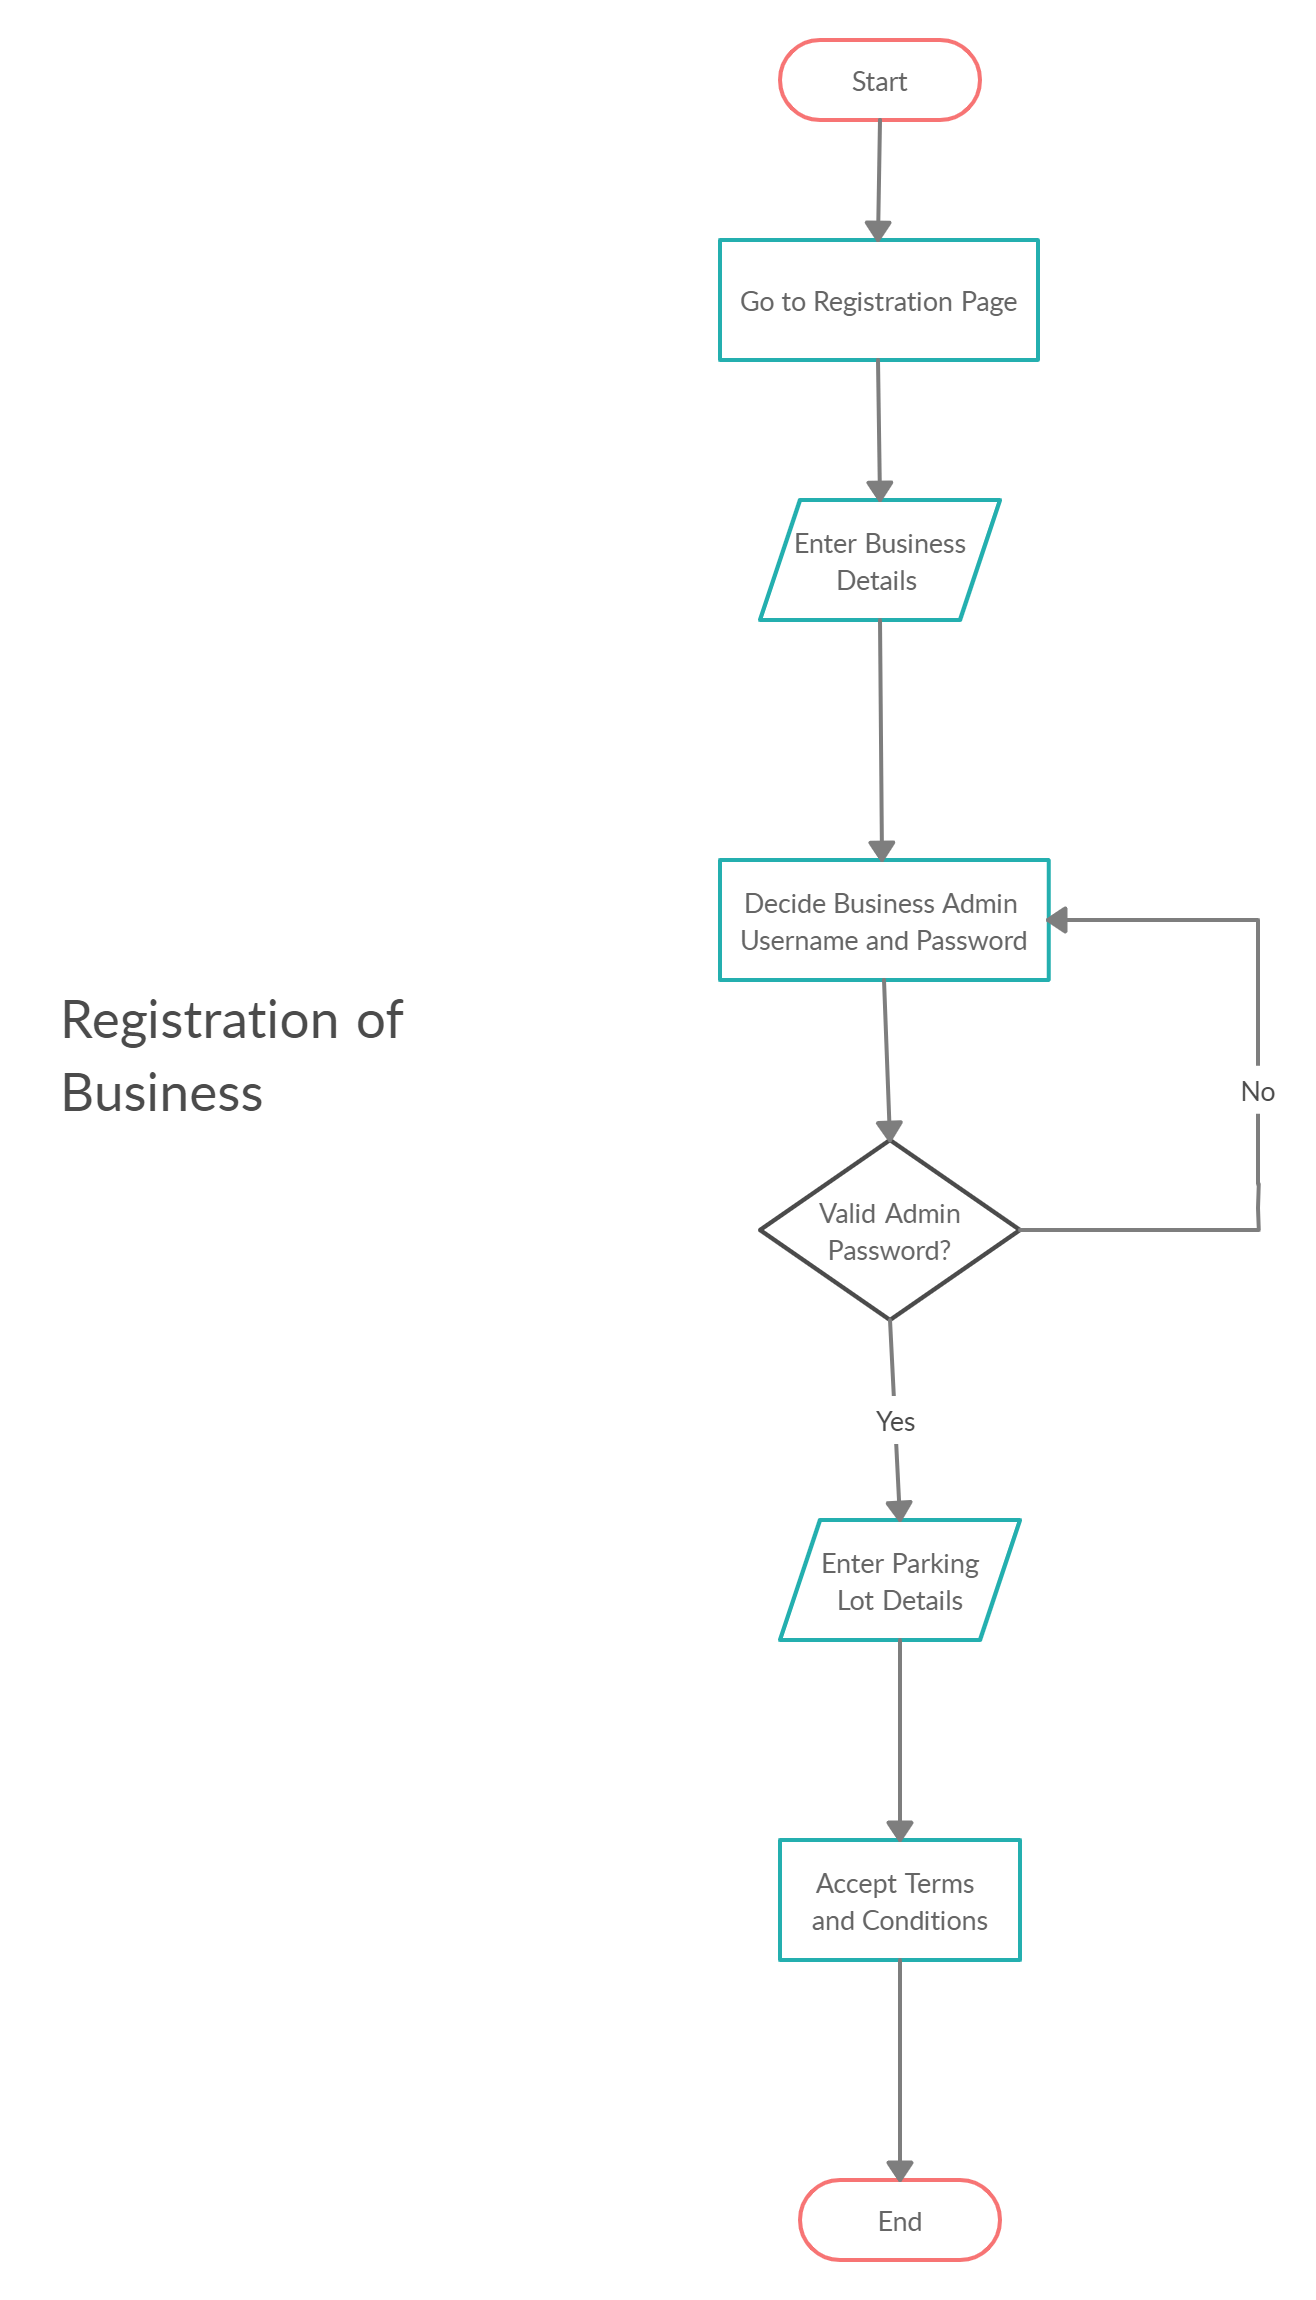 Start
Go to Registration Page
Enter Business
Details
Decide Business Admin
Username and Password
Registration of
Business
No
Valid Admin
Password?
Yes
Enter Parking
Lot Details
Accept Terms
and Conditions
End